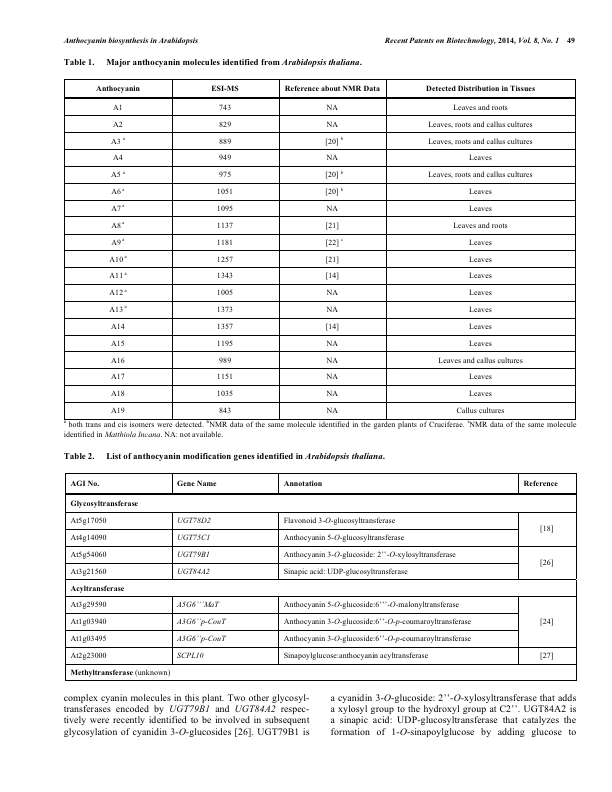 Anthocyanin biosynthesis in Arabidopsis Recent Patents on Biotechnology, 2014, Vol. 8, No. 1 49
Table 1. Major anthocyanin molecules identified from Arabidopsis thaliana.
Anthocyanin ESI-MS Reference about NMR Data Detected Distribution in Tissues
A1 743 NA Leaves and roots
A2 829 NA Leaves, roots and callus cultures
A3 a 889 [20] b Leaves, roots and callus cultures
A4 949 NA Leaves
A5 a 975 [20] b Leaves, roots and callus cultures
A6 a 1051 [20] b Leaves
A7 a 1095 NA Leaves
A8 a 1137 [21] Leaves and roots
A9 a 1181 [22] c Leaves
A10 a 1257 [21] Leaves
A11 a 1343 [14] Leaves
A12 a 1005 NA Leaves
A13 a 1373 NA Leaves
A14 1357 [14] Leaves
A15 1195 NA Leaves
A16 989 NA Leaves and callus cultures
A17 1151 NA Leaves
A18 1035 NA Leaves
A19 843 NA Callus cultures
a both trans and cis isomers were detected. bNMR data of the same molecule identified in the garden plants of Cruciferae. cNMR data of the same molecule
identified in Matthiola Incana. NA: not available.
Table 2. List of anthocyanin modification genes identified in Arabidopsis thaliana.
AGI No. Gene Name Annotation Reference
Glycosyltransferase
At5g17050 UGT78D2 Flavonoid 3-O-glucosyltransferase [18]
At4g14090 UGT75C1 Anthocyanin 5-O-glucosyltransferase
At5g54060 UGT79B1 Anthocyanin 3-O-glucoside: 2’’-O-xylosyltransferase [26]
At3g21560 UGT84A2 Sinapic acid: UDP-glucosyltransferase
Acyltransferase
At3g29590 A5G6’’’MaT Anthocyanin 5-O-glucoside:6’’’-O-malonyltransferase [24]
At1g03940 A3G6’’p-CouT Anthocyanin 3-O-glucoside:6’’-O-p-coumaroyltransferase
At1g03495 A3G6’’p-CouT Anthocyanin 3-O-glucoside:6’’-O-p-coumaroyltransferase
At2g23000 SCPL10 Sinapoylglucose:anthocyanin acyltransferase [27]
Methyltransferase (unknown)
complex cyanin molecules in this plant. Two other glycosyl-
transferases encoded by UGT79B1 and UGT84A2 respec-
tively were recently identified to be involved in subsequent
glycosylation of cyanidin 3-O-glucosides [26]. UGT79B1 is
a cyanidin 3-O-glucoside: 2’’-O-xylosyltransferase that adds
a xylosyl group to the hydroxyl group at C2’’. UGT84A2 is
a sinapic acid: UDP-glucosyltransferase that catalyzes the
formation of 1-O-sinapoylglucose by adding glucose to